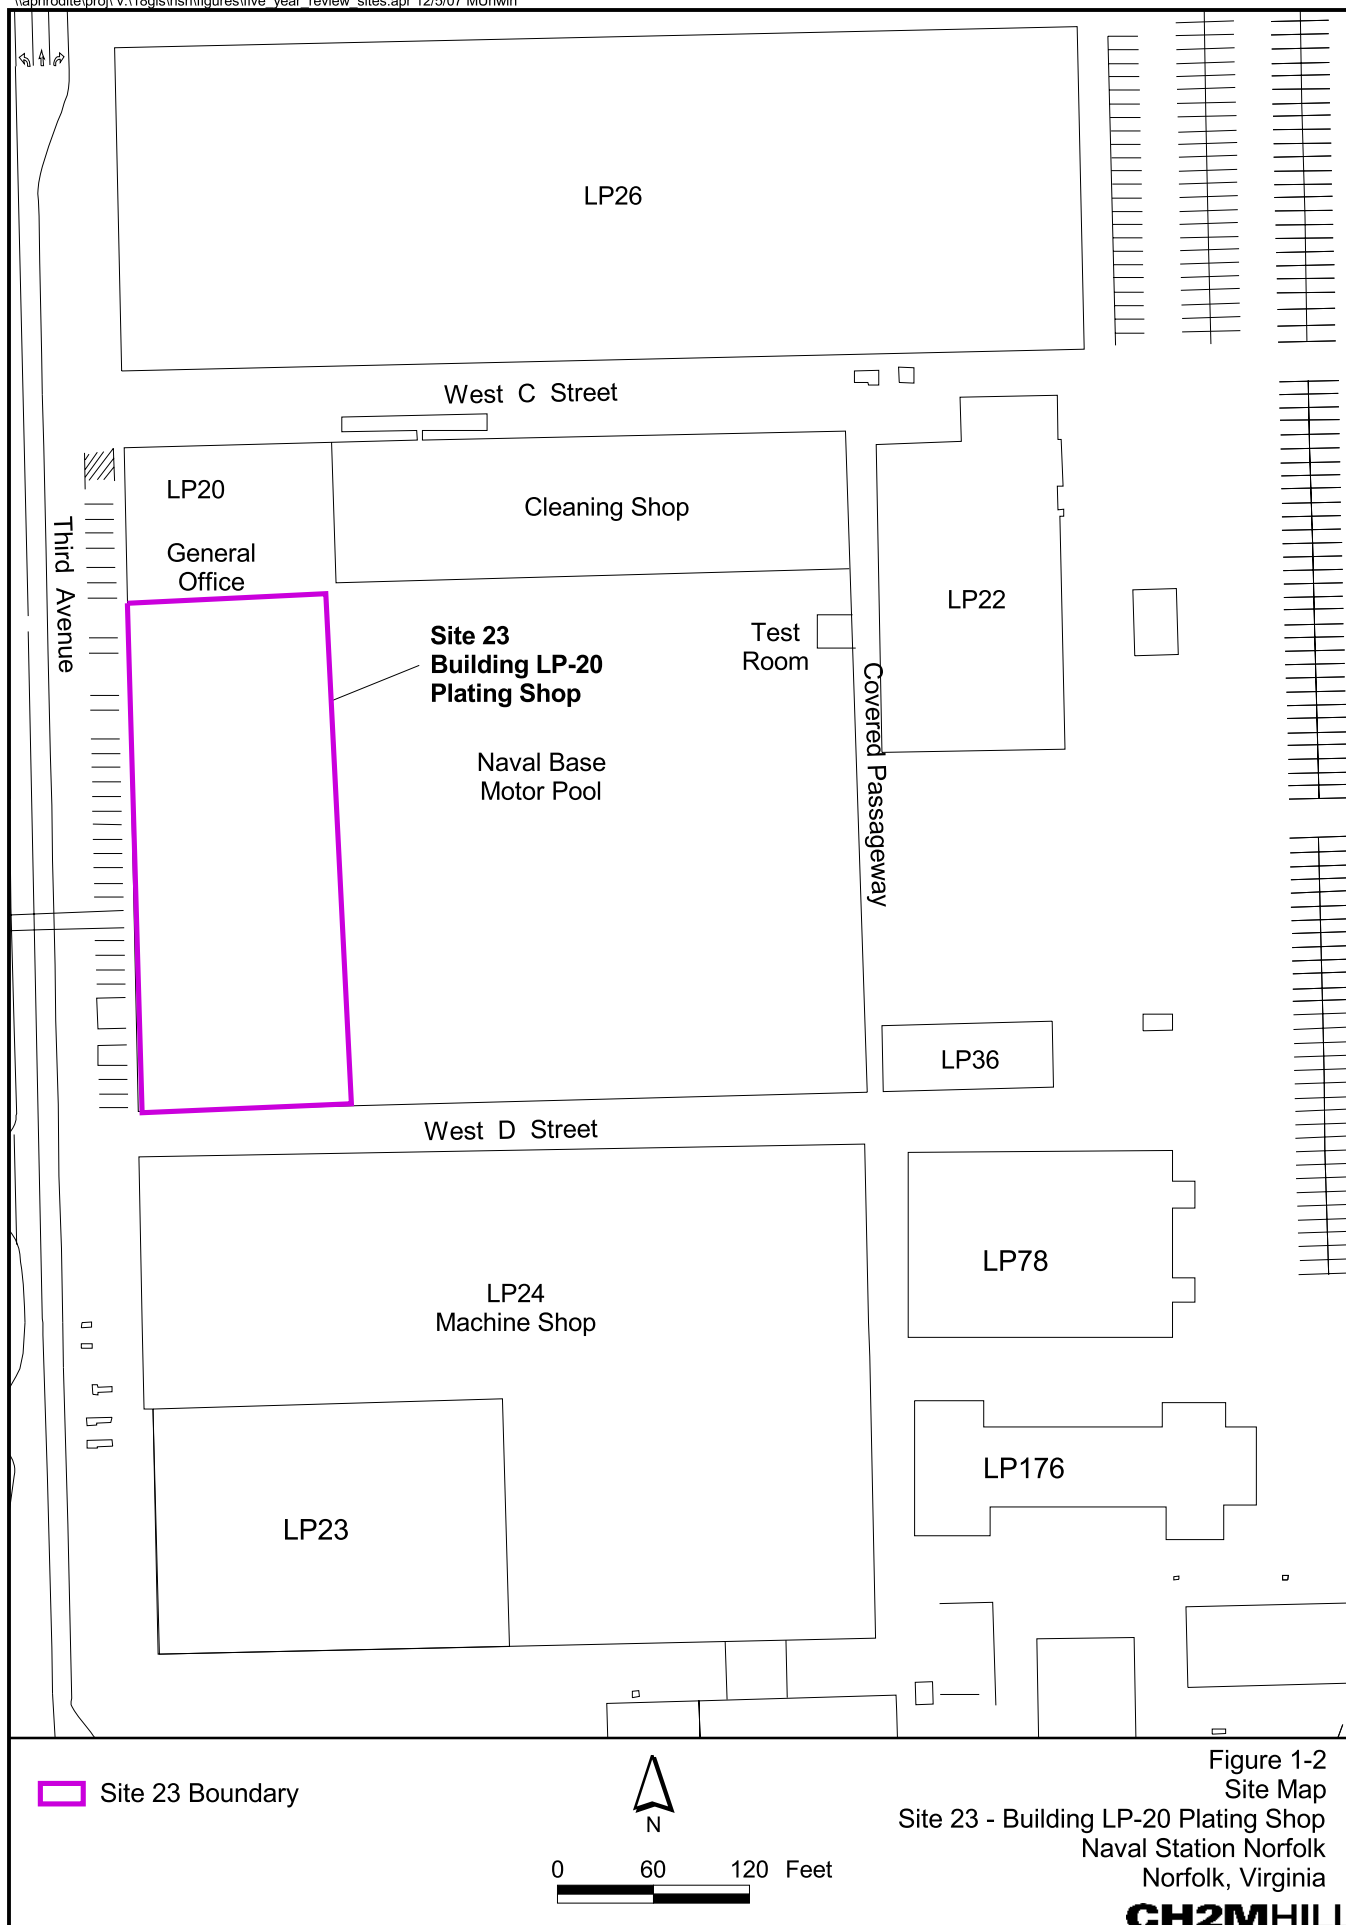 LP26
West C Street
LP20
Cleaning Shop
General
Office
LP22
Third Avenue
Site 23
Building LP-20
Plating Shop
Test
Room
Covered Passageway
Naval Base
Motor Pool
LP36
West D Street
LP78
LP24
Machine Shop
LP176
LP23
Site 23 Boundary
N
0 60 120 Feet
Figure 1-2
Site Map
Site 23 - Building LP-20 Plating Shop
Naval Station Norfolk
Norfolk, Virginia
CH2MHILL